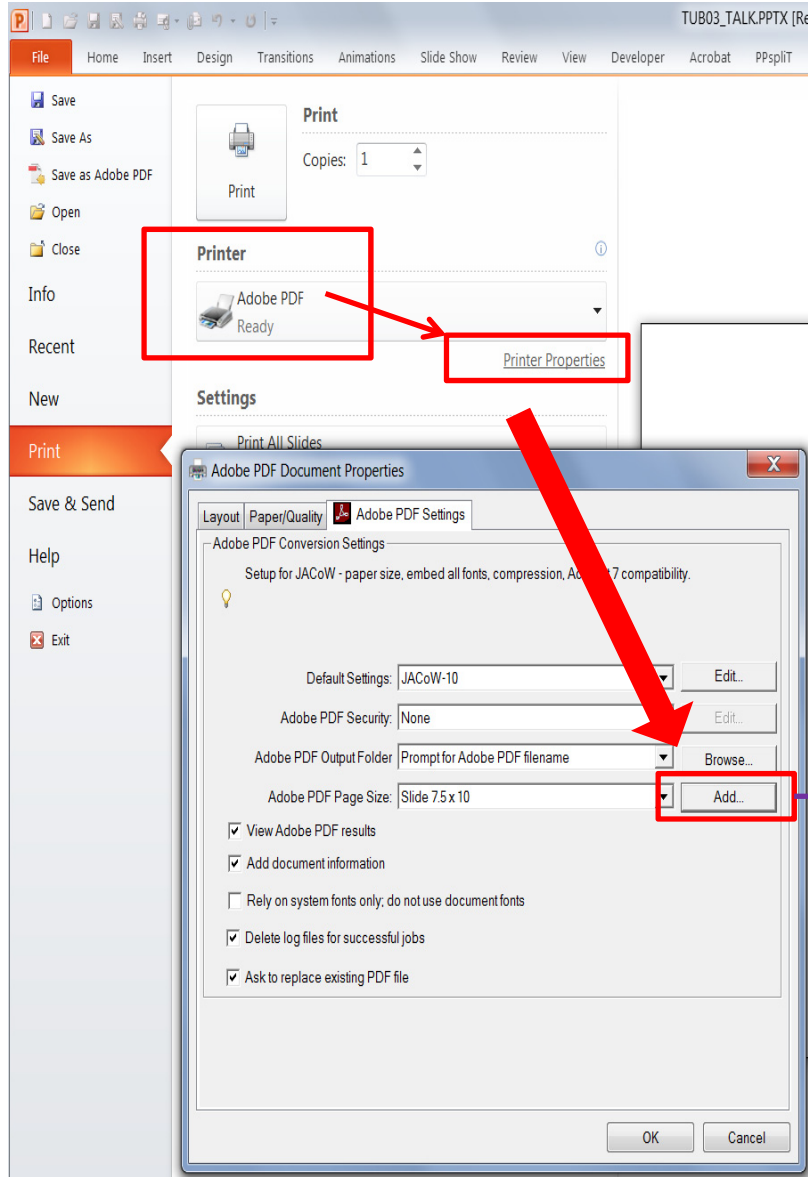 TUB03_TALK.PPTX [Re
File Home Insert Design Transitions Animations Slide Show Review View Developer Acrobat PPspliT
Save
Save As
Save as Adobe PDF
Open
Close
Info
Recent
New
Print
Save & Send
Help
Options
Exit
Print
Copies: 1
Print
Printer
Adobe PDF
Ready
Printer Properties
Settings
Print All Slides
Adobe PDF Document Properties
Layout Paper/Quality Adobe PDF Settings
Adobe PDF Conversion Settings
Setup for JACoW - paper size, embed all fonts, compression, 7 compatibility.
Default Settings: JACoW-10 Edit...
Adobe PDF Security: None Edit...
Adobe PDF Output Folder Prompt for Adobe PDF filename Browse...
Adobe PDF Page Size: Slide 7.5 x 10 Add...
View Adobe PDF results
Add document information
Rely on system fonts only; do not use document fonts
Delete log files for successful jobs
Ask to replace existing PDF file
OK Cancel